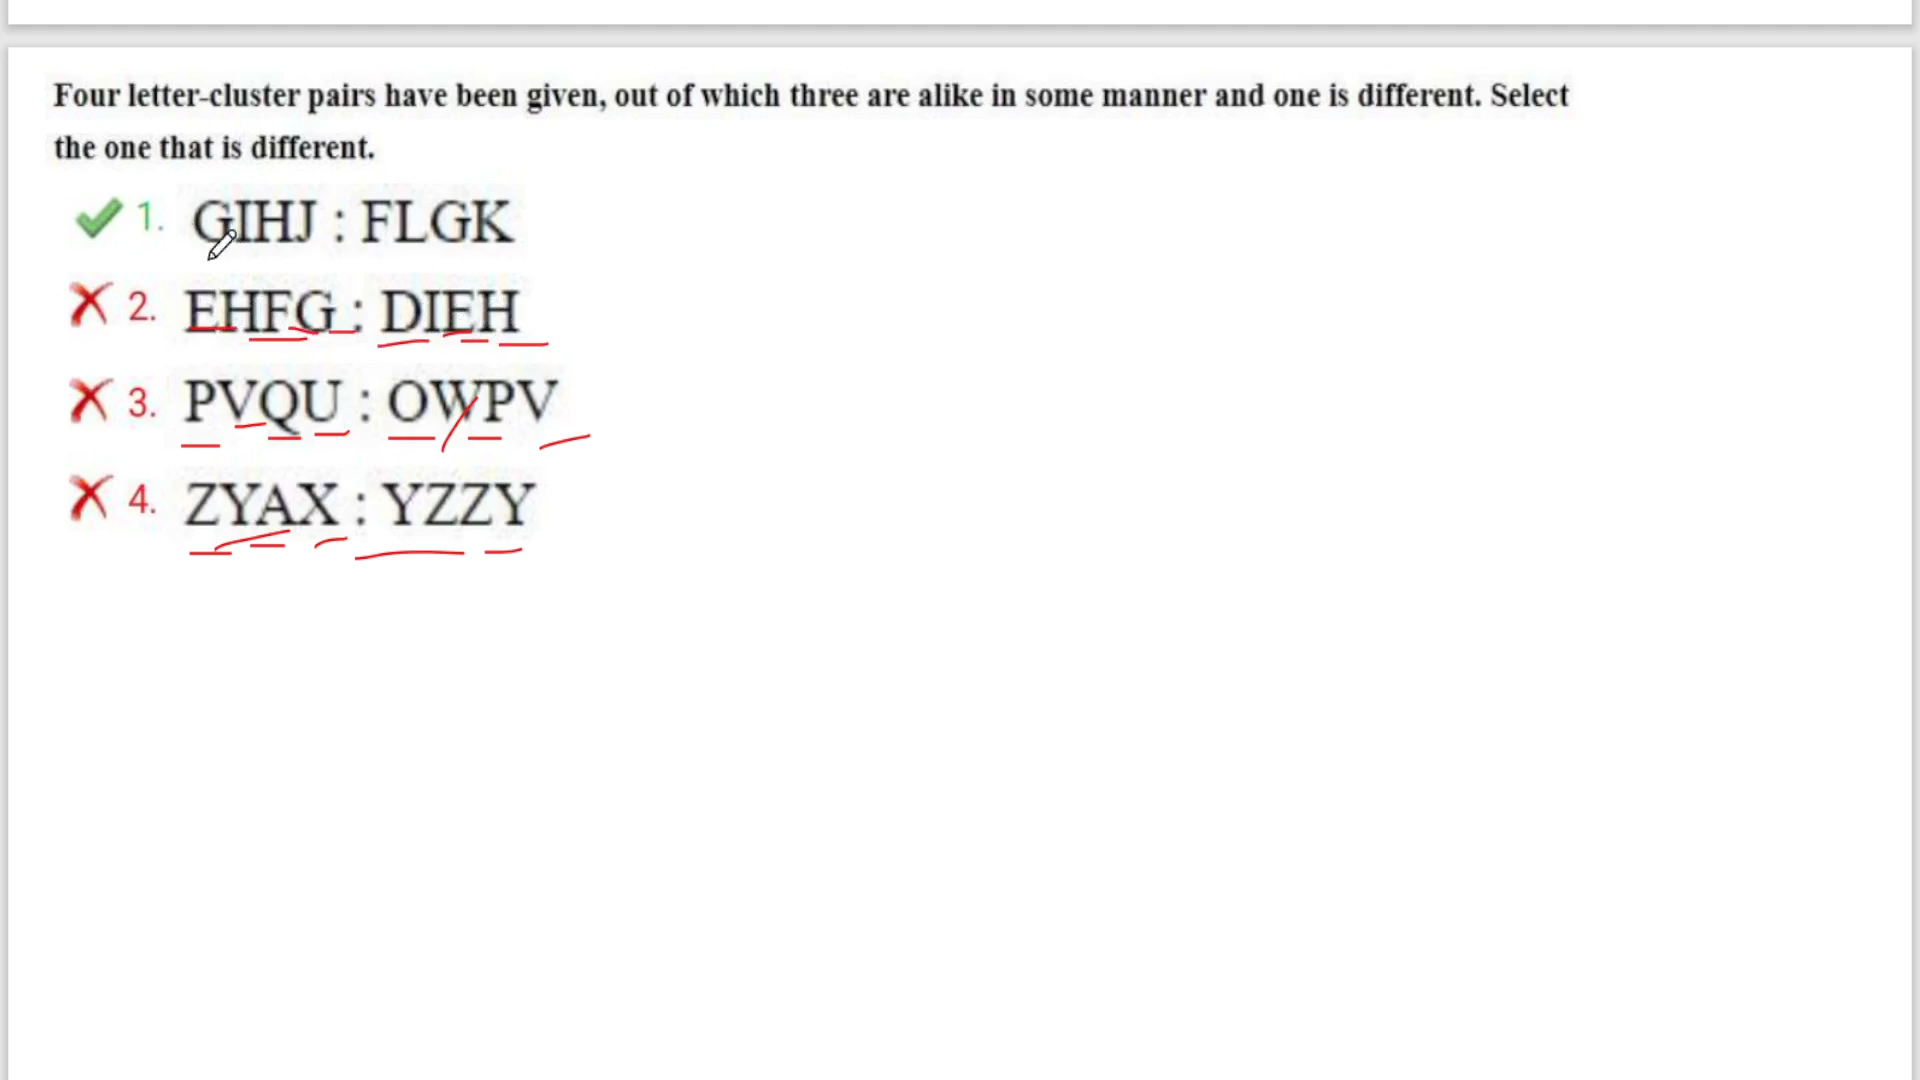 Four letter-cluster pairs have been given, out of which three are alike in some manner and one is different. Select
the one that is different.
1. GIHJ : FLGK
2. EHFG : DIEH
3. PVQU : OWPV
4. ZYAX : YZZY